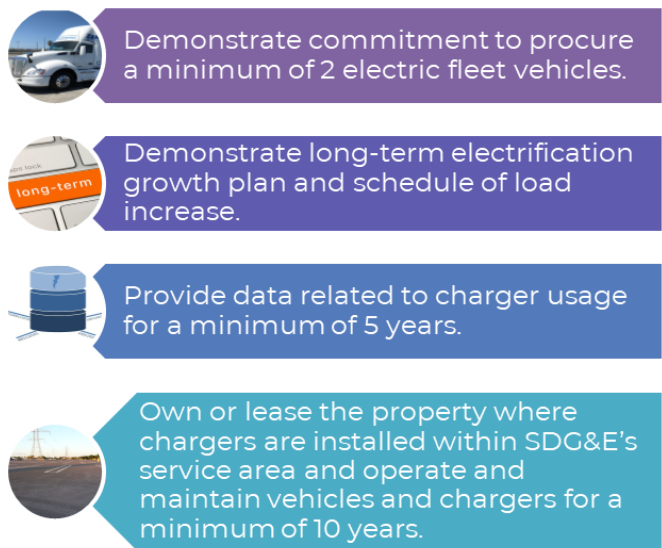 Demonstrate commitment to procure
a minimum of 2 electric fleet vehicles.
long-term
Demonstrate long-term electrification
growth plan and schedule of load
increase.
Provide data related to charger usage
for a minimum of 5 years.
Own or lease the property where
chargers are installed within SDG&E’s
service area and operate and
maintain vehicles and chargers for a
minimum of 10 years.